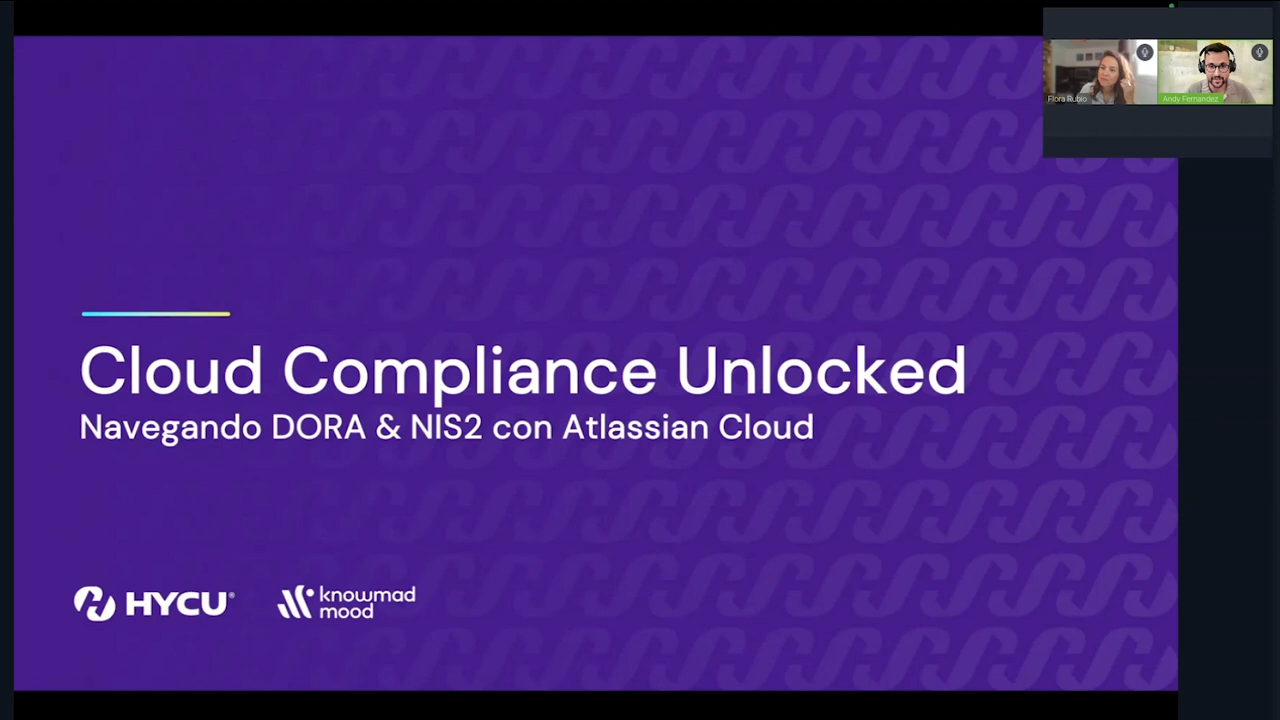 Flora Rubio
Andy Fernandez
Cloud Compliance Unlocked
Navegando DORA & NIS2 con Atlassian Cloud
HYCU®
knowmad
mood